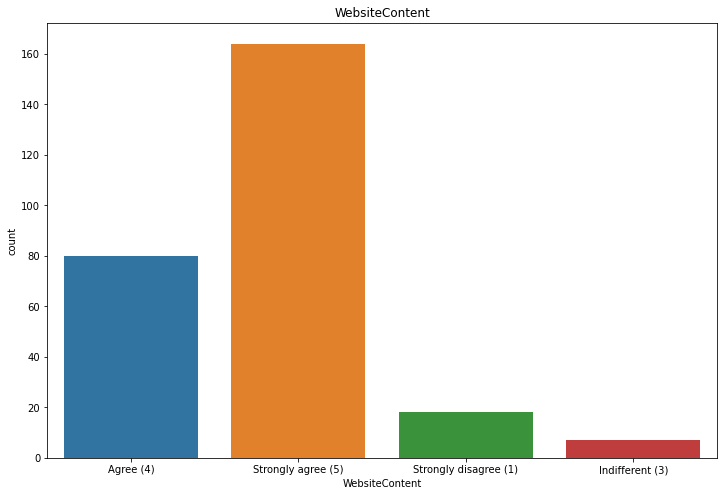 WebsiteContent
160
140
120
100
80
60
40
20
0
count
Agree (4) Strongly agree (5) Strongly disagree (1) Indifferent (3)
WebsiteContent